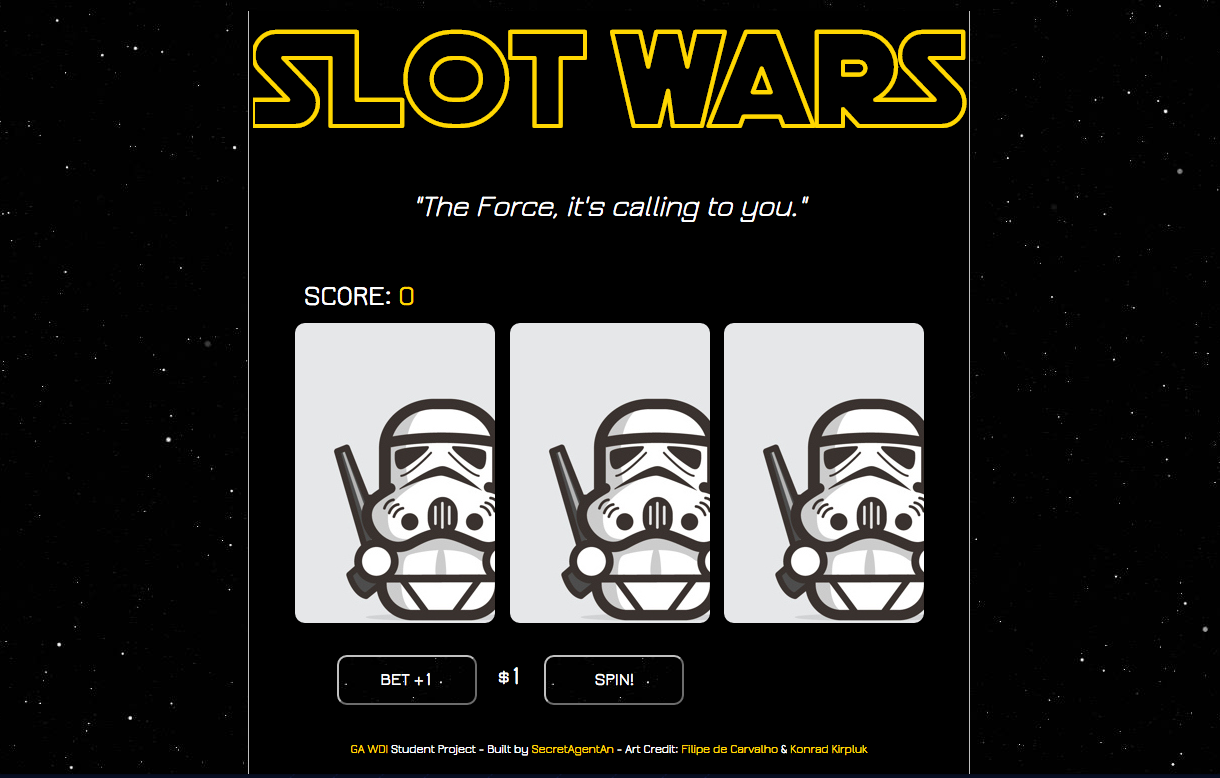 SLOT WARS
"The Force, it's calling to you."
SCORE: 0
BET +1 $1 SPIN!
GA WDI Student Project - Built by SecretAgentAn - Art Credit: Filipe de Carvalho & Konrad Kirpluk